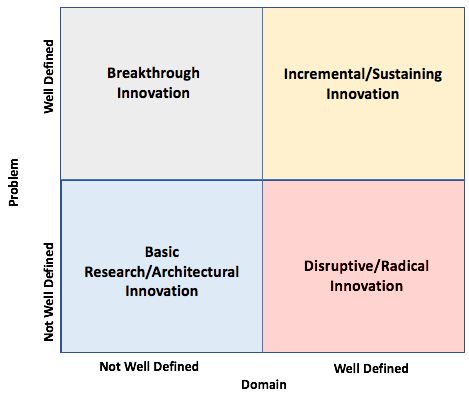 Well Defined
Breakthrough
Innovation
Incremental/Sustaining
Innovation
Problem
Not Well Defined
Basic
Research/Architectural
Innovation
Disruptive/Radical
Innovation
Not Well Defined
Well Defined
Domain